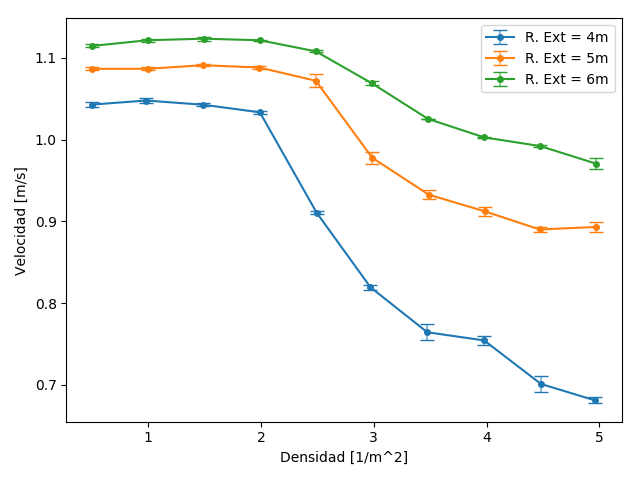 R. Ext = 4m
R. Ext = 5m
R. Ext = 6m
1.1
1.0
0.9
0.8
0.7
Velocidad [m/s]
1 2 3 4 5
Densidad [1/m^2]